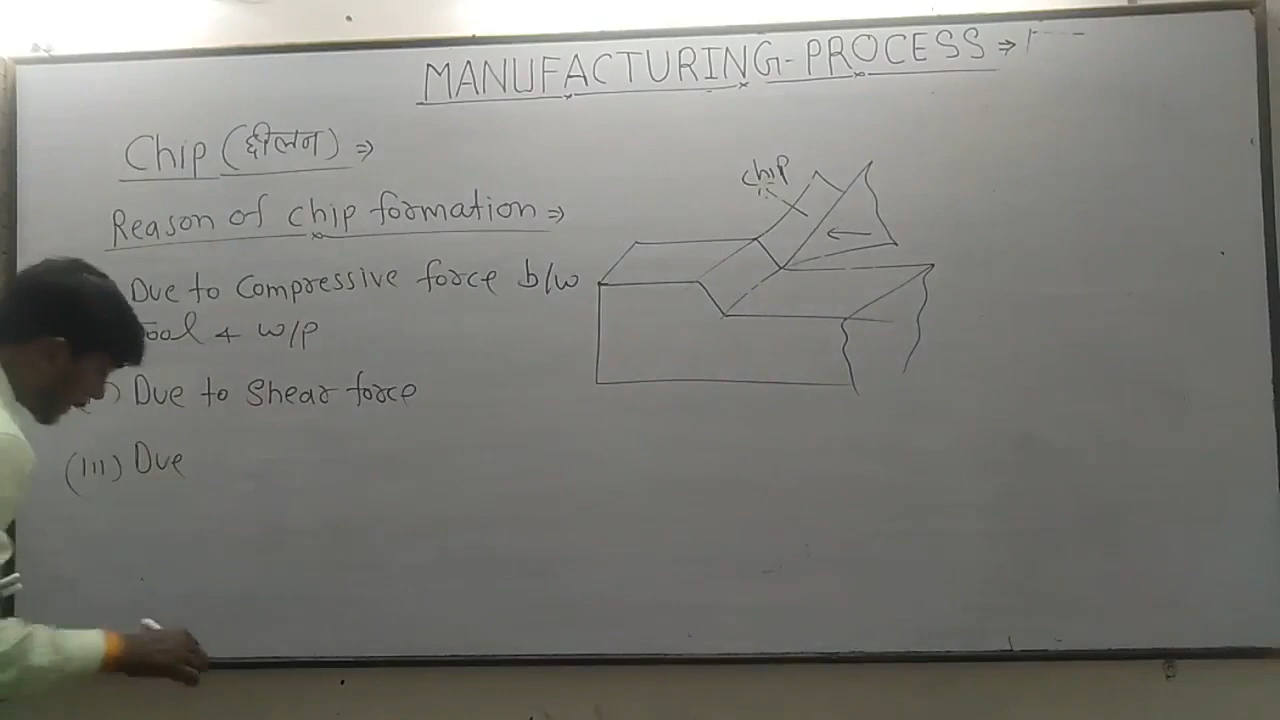 MANUFACTURING-PROCESS ⇒
Chip (छीलन) ⇒
Reason of chip formation ⇒
Due to Compressive force b/w
ool & w/p
) Due to Shear force
(III) Due
chip